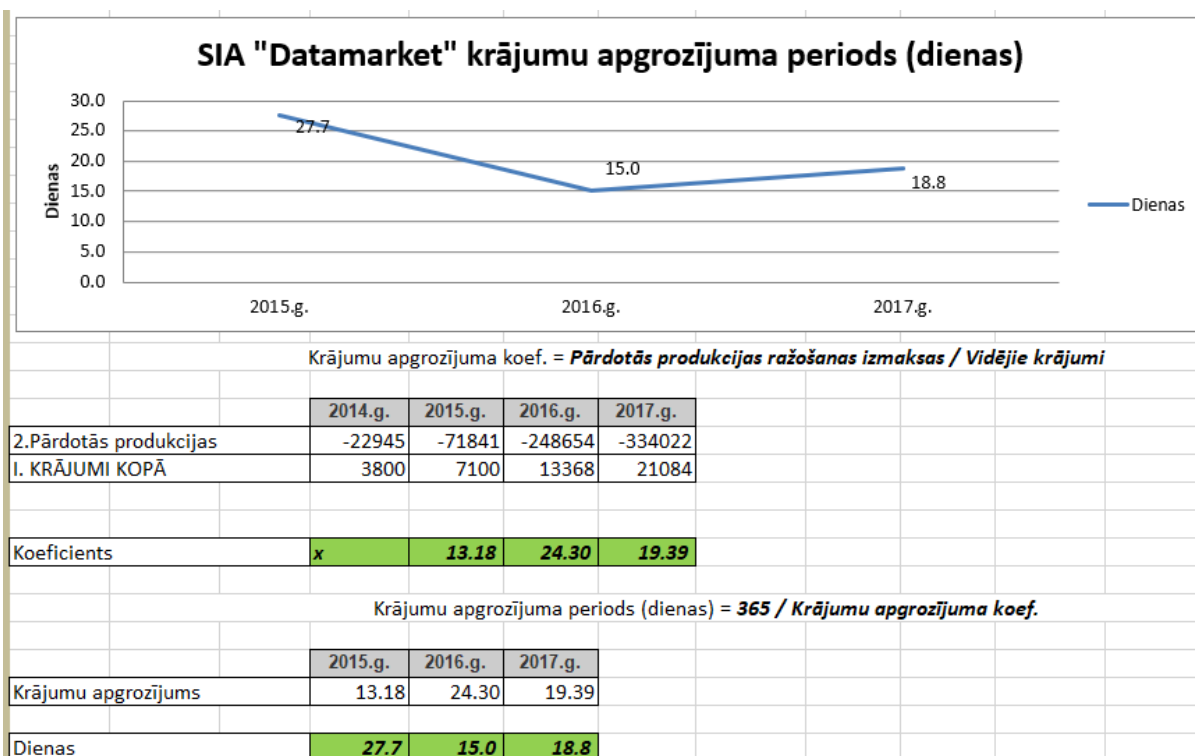 SIA "Datamarket" krājumu apgrozījuma periods (dienas)
30.0
25.0
20.0
15.0
10.0
5.0
0.0
Dienas
27.7
15.0
18.8
Dienas
2015.g. 2016.g. 2017.g.
Krājumu apgrozījuma koef. = Pārdotās produkcijas ražošanas izmaksas / Vidējie krājumi
2014.g. 2015.g. 2016.g. 2017.g.
2.Pārdotās produkcijas -22945 -71841 -248654 -334022
I. KRĀJUMI KOPĀ 3800 7100 13368 21084
Koeficients x 13.18 24.30 19.39
Krājumu apgrozījuma periods (dienas) = 365 / Krājumu apgrozījuma koef.
2015.g. 2016.g. 2017.g.
Krājumu apgrozījums 13.18 24.30 19.39
Dienas 27.7 15.0 18.8